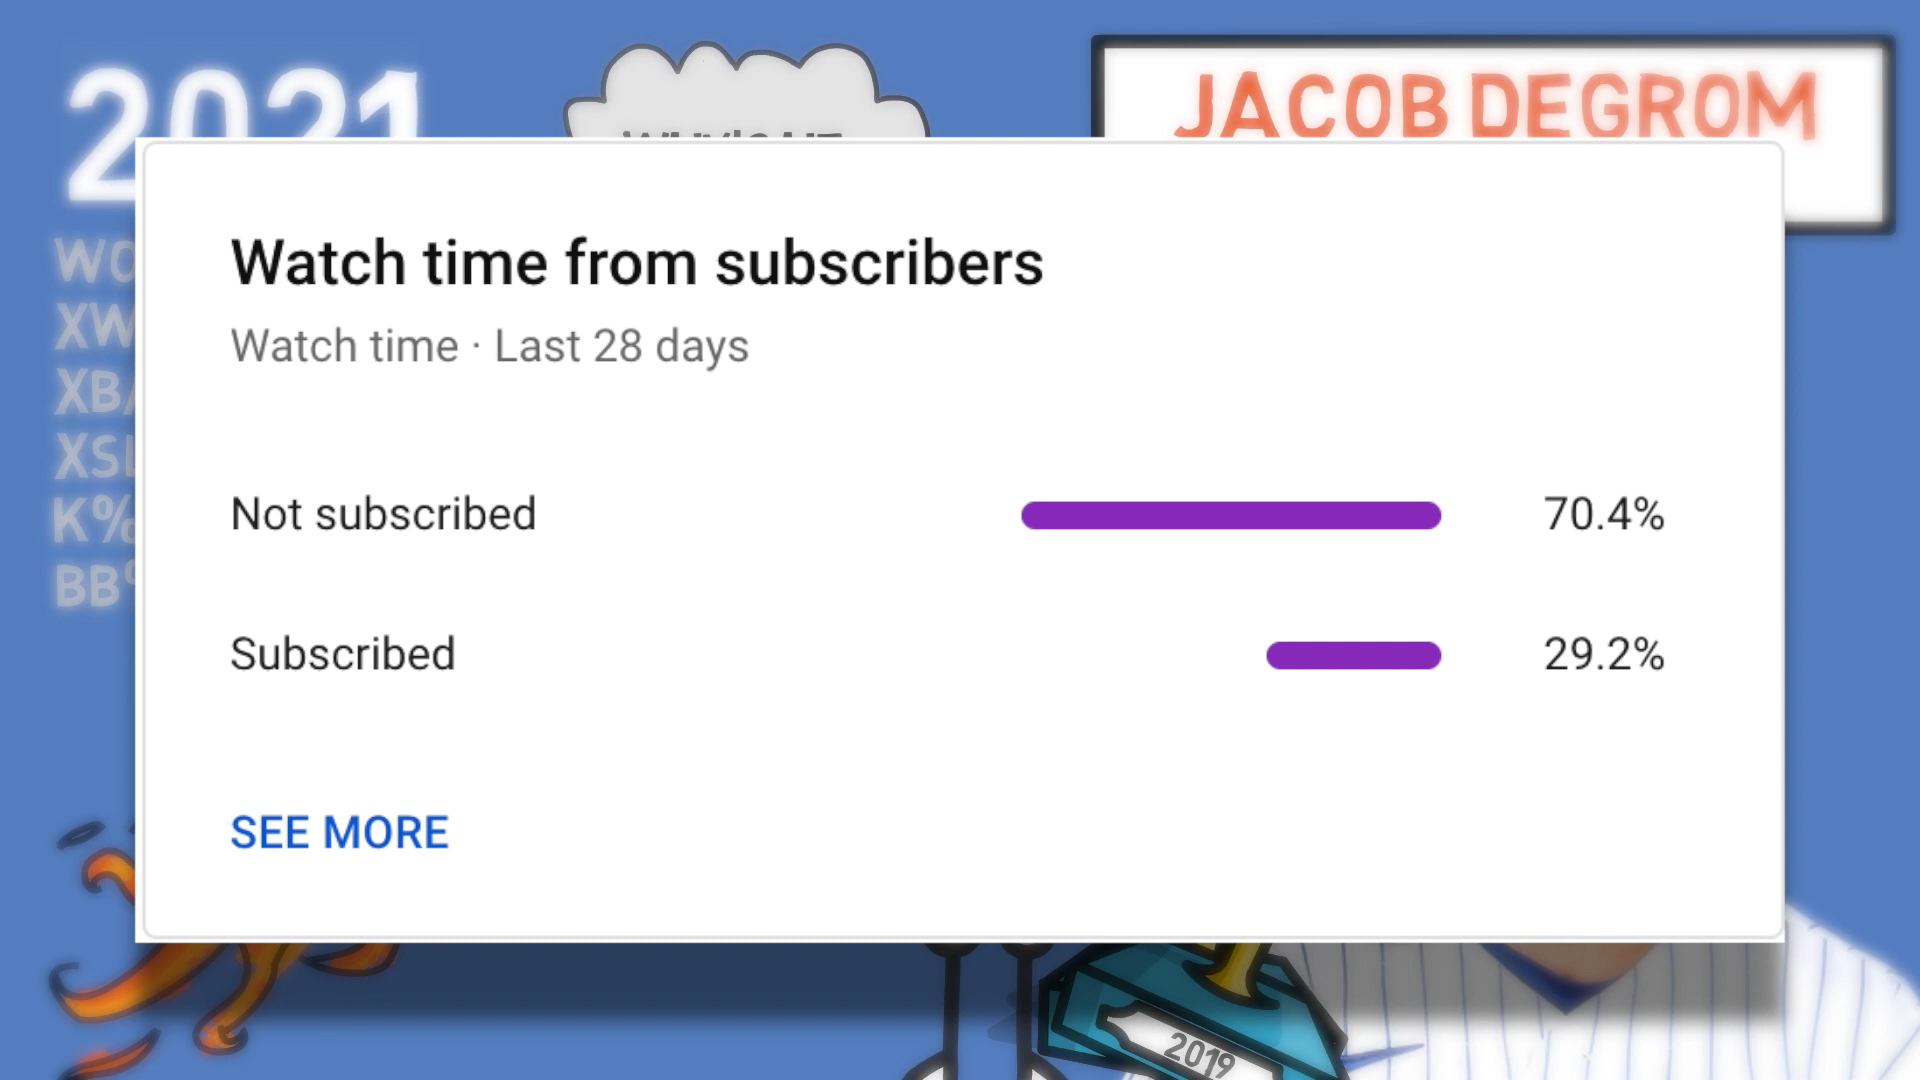 2021
JACOB DEGROM
Watch time from subscribers
Watch time · Last 28 days
Not subscribed 70.4%
Subscribed 29.2%
SEE MORE
K%
2019